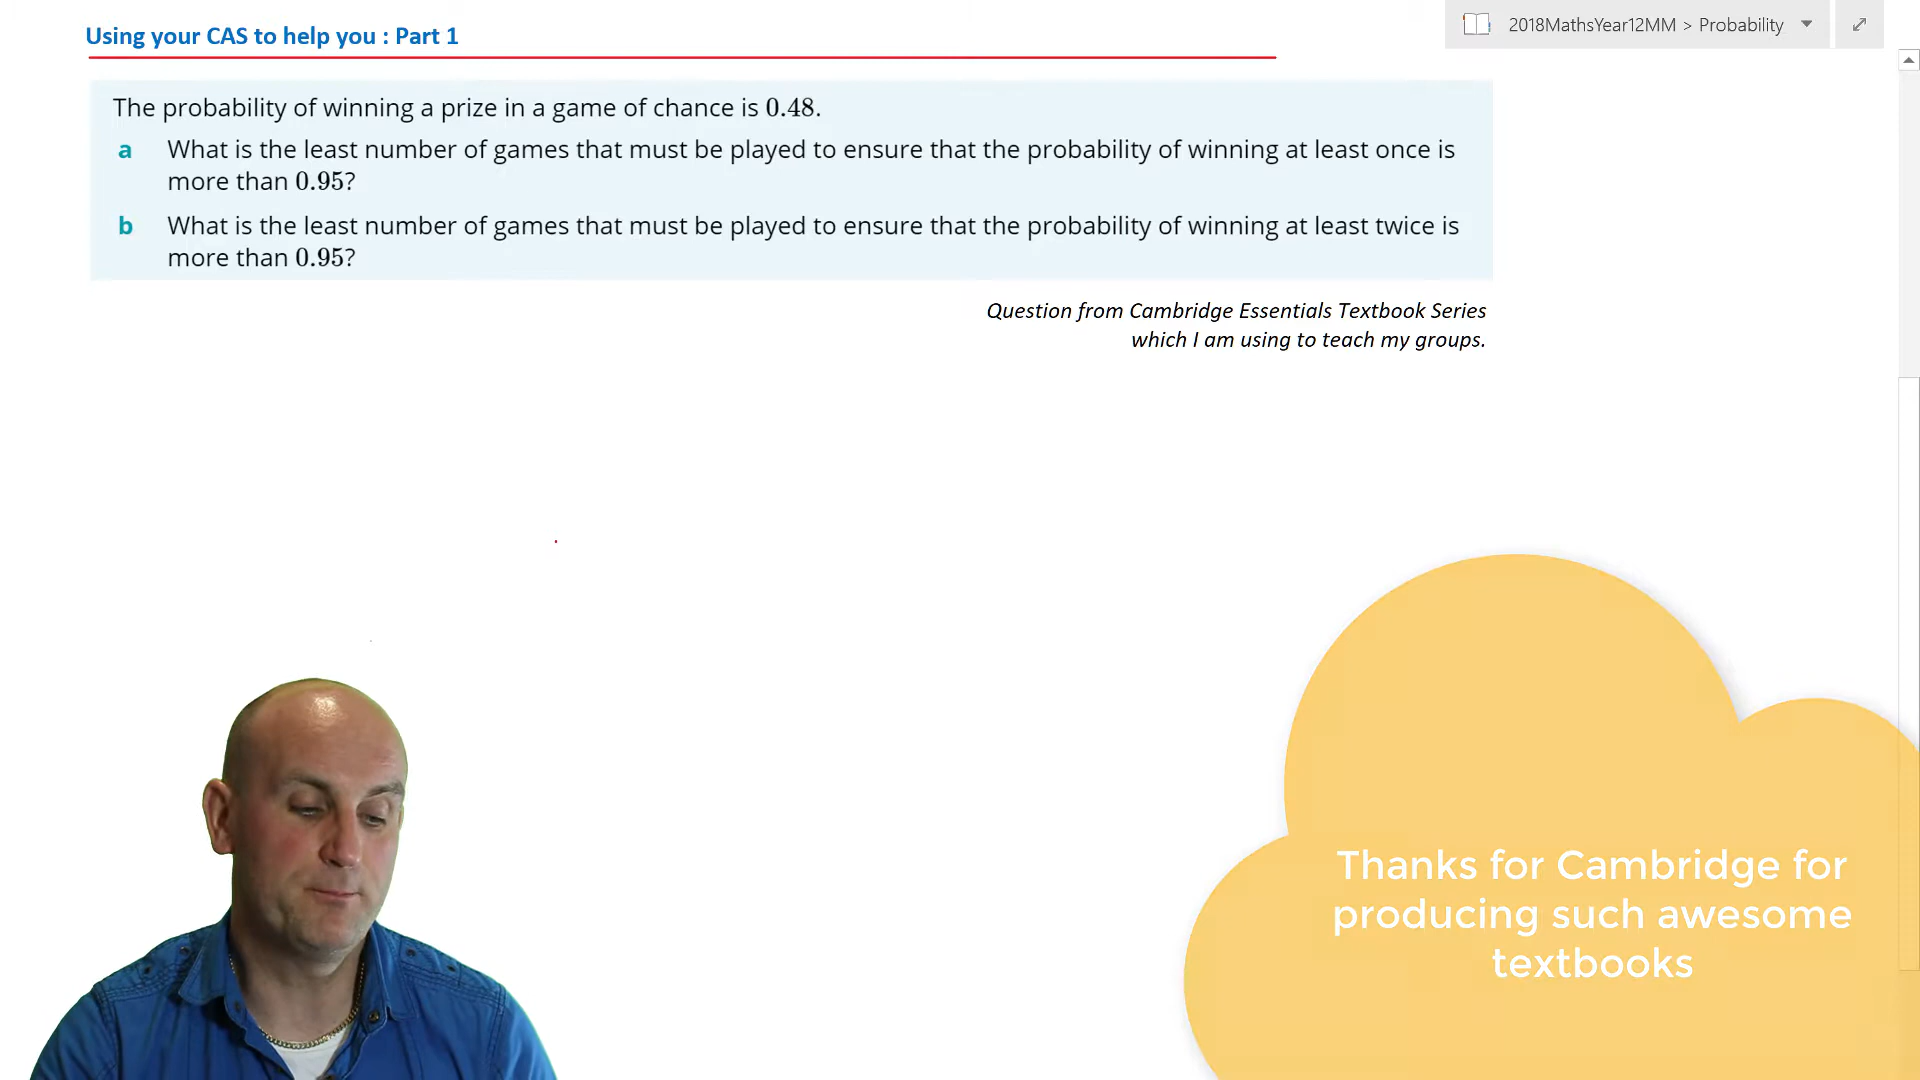 Using your CAS to help you : Part 1
2018MathsYear12MM > Probability
The probability of winning a prize in a game of chance is 0.48.
a What is the least number of games that must be played to ensure that the probability of winning at least once is
more than 0.95?
b What is the least number of games that must be played to ensure that the probability of winning at least twice is
more than 0.95?
Question from Cambridge Essentials Textbook Series
which I am using to teach my groups.
Thanks for Cambridge for
producing such awesome
textbooks